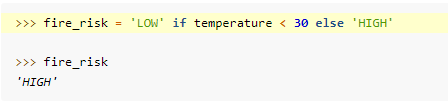 >>> fire_risk = 'LOW' if temperature < 30 else 'HIGH'
>>> fire_risk
'HIGH'